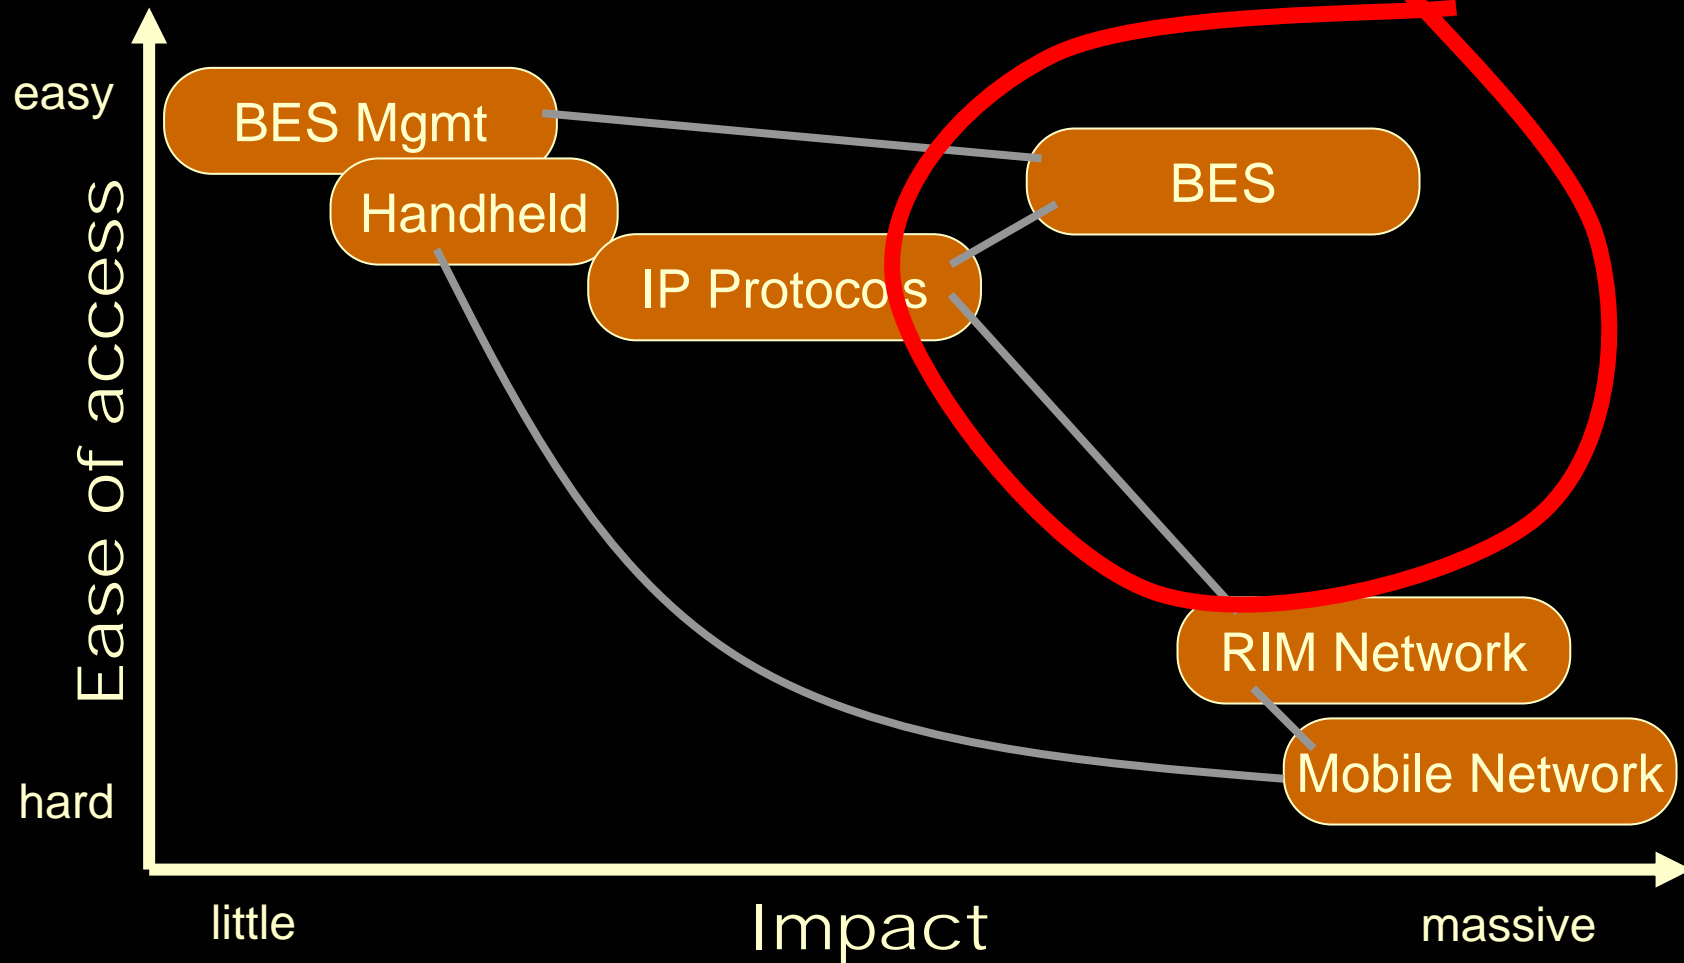 easy
BES Mgmt
BES
Handheld
IP Protocols
Ease of access
RIM Network
Mobile Network
hard
little
Impact
massive